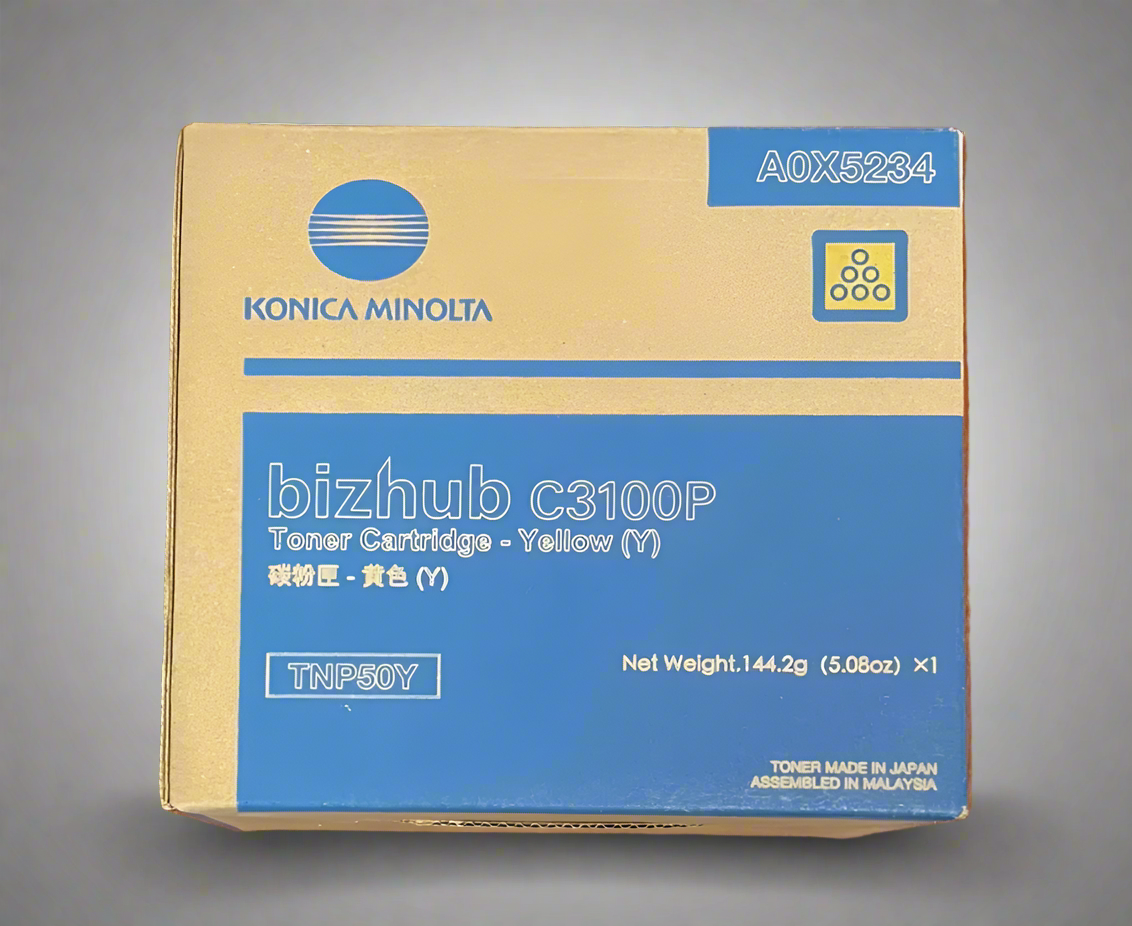 A0X5234
KONICA MINOLTA
bizhub C3100P
Toner Cartridge - Yellow (Y)
碳粉匣 - 黃色 (Y)
TNP50Y
Net Weight.144.2g (5.08oz) ×1
TONER MADE IN JAPAN
ASSEMBLED IN MALAYSIA